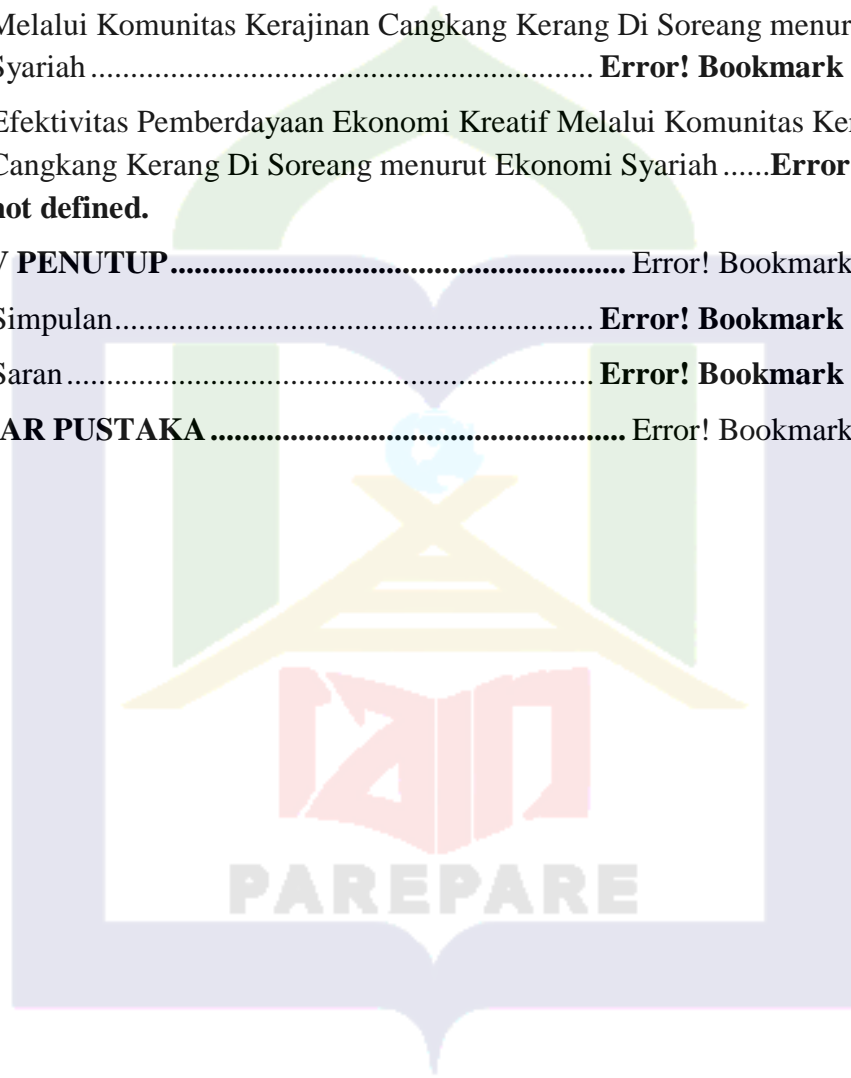 Melalui Komunitas Kerajinan Cangkang Kerang Di Soreang menur
Syariah ................................................................ Error! Bookmark
Efektivitas Pemberdayaan Ekonomi Kreatif Melalui Komunitas Ker
Cangkang Kerang Di Soreang menurut Ekonomi Syariah ......Error
not defined.
V PENUTUP.......................................................... Error! Bookmark
Simpulan............................................................. Error! Bookmark
Saran ................................................................... Error! Bookmark
AR PUSTAKA ..................................................... Error! Bookmark
IAIN
PAREPARE